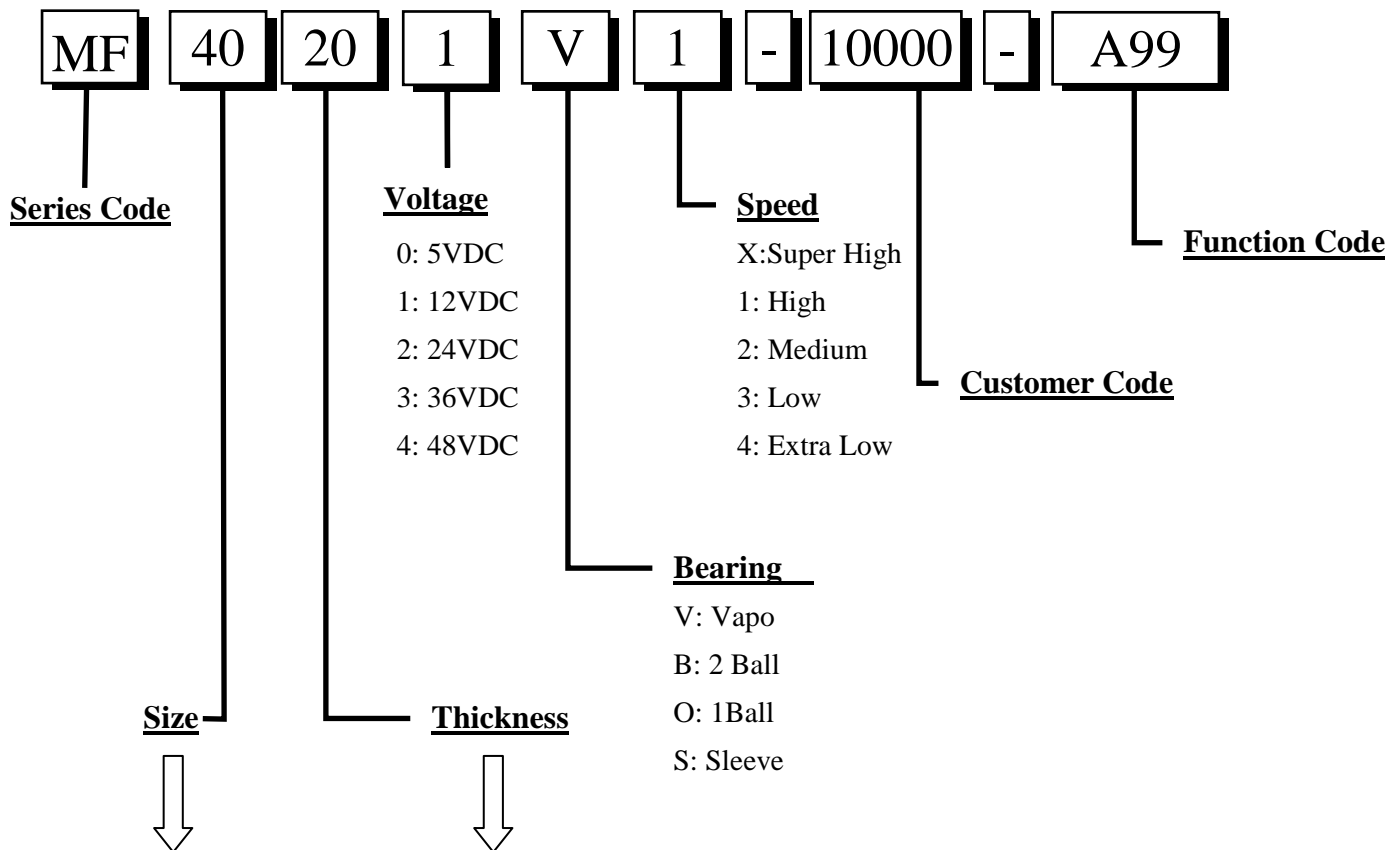 MF 40 20 1 V 1 - 10000 - A99
Series Code
Voltage
0: 5VDC
1: 12VDC
2: 24VDC
3: 36VDC
4: 48VDC
Speed
X:Super High
1: High
2: Medium
3: Low
4: Extra Low
Function Code
Customer Code
Bearing
V: Vapo
B: 2 Ball
O: 1Ball
S: Sleeve
Size
Thickness